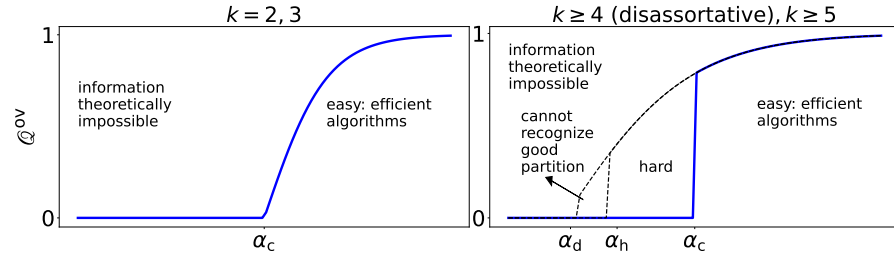 k = 2, 3
1
0
𝒬^ov
information
theoretically
impossible
easy: efficient
algorithms
α_c
k ≥ 4 (disassortative), k ≥ 5
1
0
information
theoretically
impossible
cannot
recognize
good
partition
hard
easy: efficient
algorithms
α_d
α_h
α_c